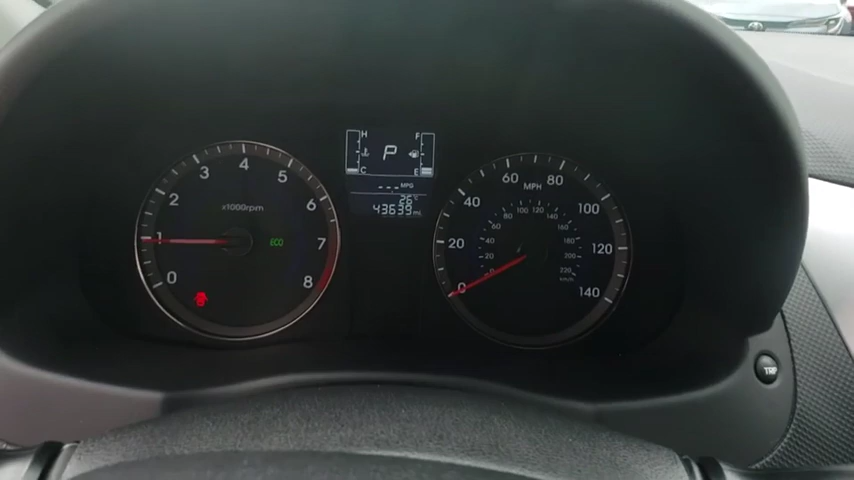 H F
P
C E
--- MPG
26°C
43639 mi.
0 1 2 3 4 5 6 7 8
x1000rpm
ECO
0 20 40 60 80 100 120 140
MPH
0 20 40 60 80 100 120 140 160 180 200 220
km/h
TRIP